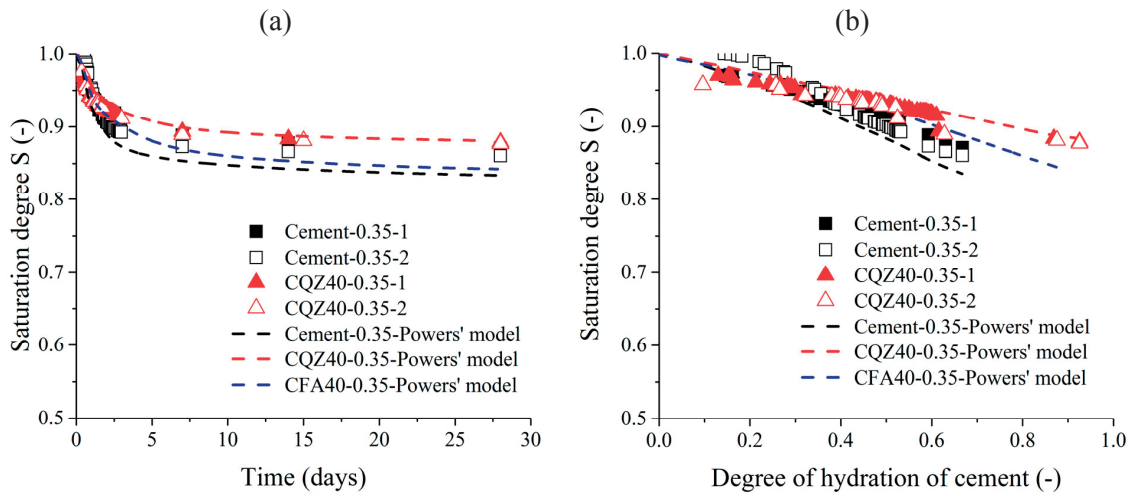 (a)
1.0
0.9
0.8
0.7
0.6
0.5
Saturation degree S (-)
Cement-0.35-1
Cement-0.35-2
CQZ40-0.35-1
CQZ40-0.35-2
Cement-0.35-Powers' model
CQZ40-0.35-Powers' model
CFA40-0.35-Powers' model
0 5 10 15 20 25 30
Time (days)
(b)
1.0
0.9
0.8
0.7
0.6
0.5
Saturation degree S (-)
Cement-0.35-1
Cement-0.35-2
CQZ40-0.35-1
CQZ40-0.35-2
Cement-0.35-Powers' model
CQZ40-0.35-Powers' model
CFA40-0.35-Powers' model
0.0 0.2 0.4 0.6 0.8 1.0
Degree of hydration of cement (-)